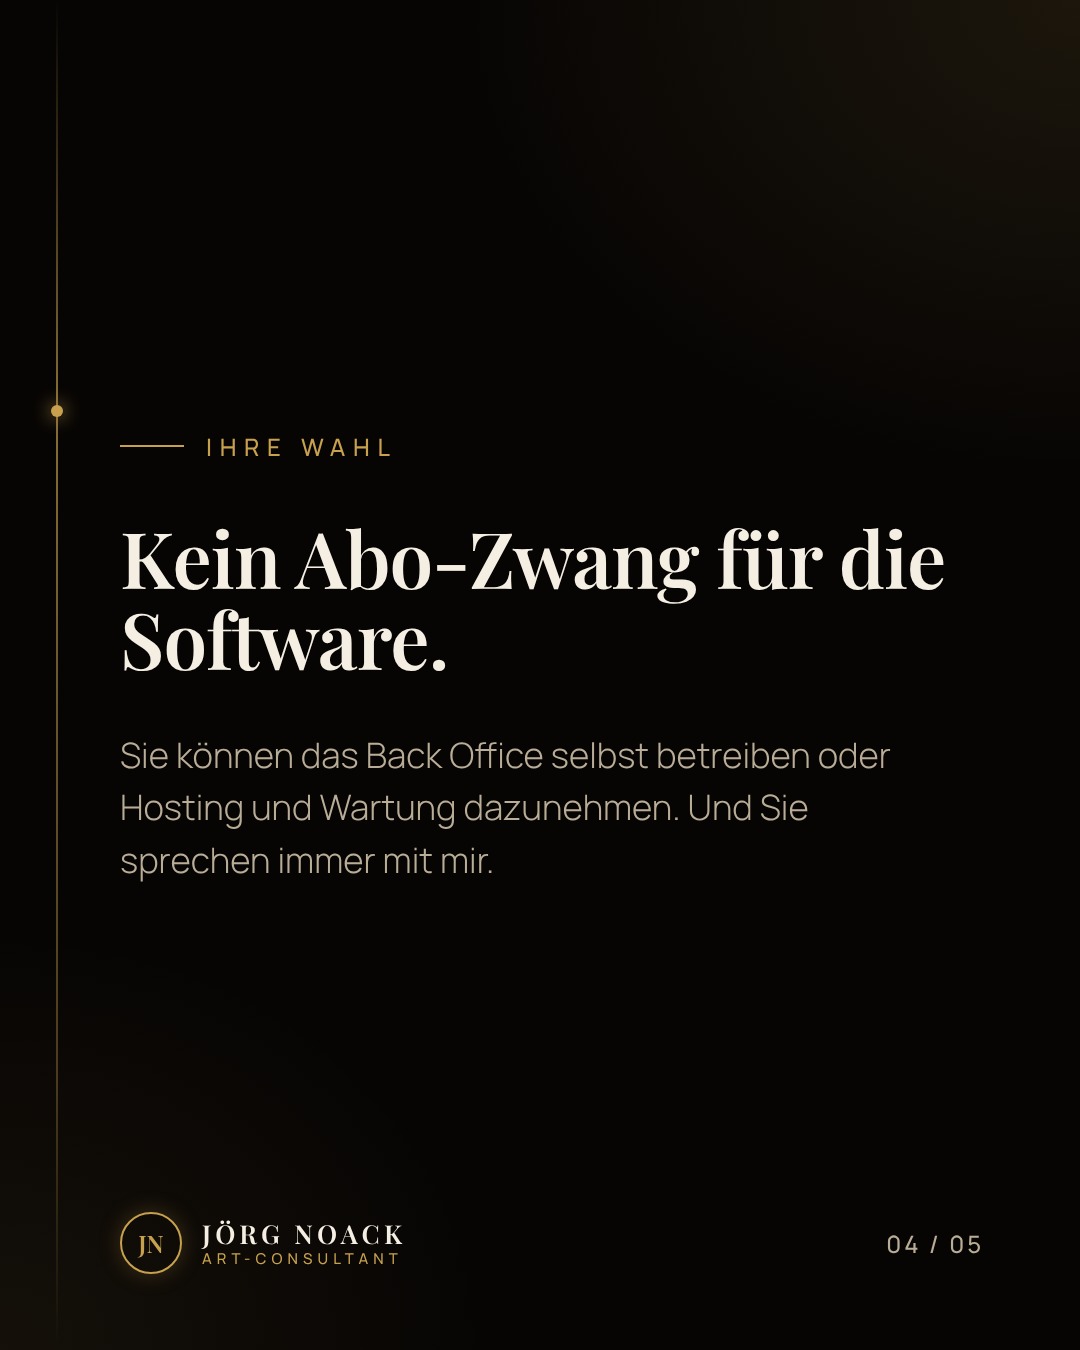 IHRE WAHL
Kein Abo-Zwang für die
Software.
Sie können das Back Office selbst betreiben oder
Hosting und Wartung dazunehmen. Und Sie
sprechen immer mit mir.
JN
JÖRG NOACK
ART-CONSULTANT
04 / 05